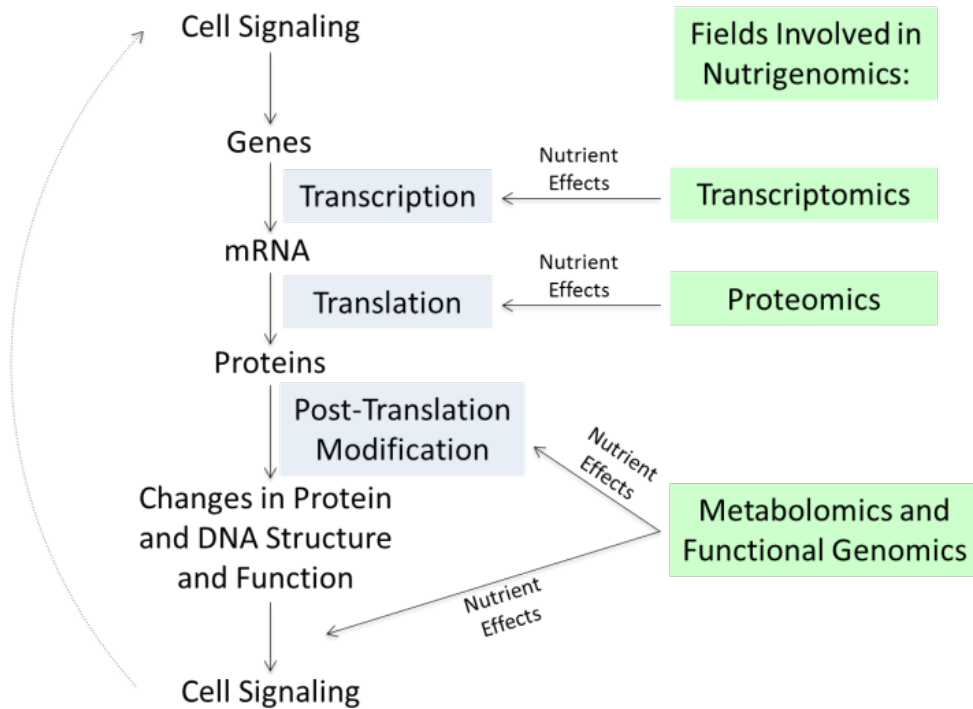 Cell Signaling
Fields Involved in
Nutrigenomics:
Genes
Nutrient
Effects
Transcription
Transcriptomics
mRNA
Nutrient
Effects
Translation
Proteomics
Proteins
Post-Translation
Modification
Nutrient
Effects
Changes in Protein
and DNA Structure
and Function
Metabolomics and
Functional Genomics
Nutrient
Effects
Cell Signaling